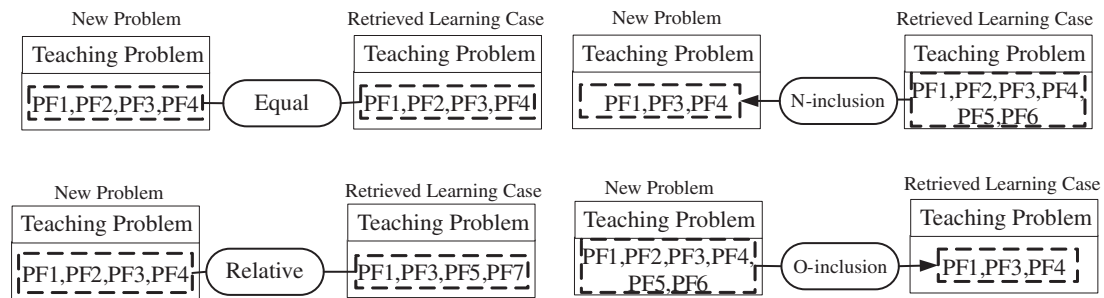 New Problem
Teaching Problem
PF1,PF2,PF3,PF4
Equal
Retrieved Learning Case
Teaching Problem
PF1,PF2,PF3,PF4
New Problem
Teaching Problem
PF1,PF3,PF4
N-inclusion
Retrieved Learning Case
Teaching Problem
PF1,PF2,PF3,PF4,
PF5,PF6
New Problem
Teaching Problem
PF1,PF2,PF3,PF4
Relative
Retrieved Learning Case
Teaching Problem
PF1,PF3,PF5,PF7
New Problem
Teaching Problem
PF1,PF2,PF3,PF4,
PF5,PF6
O-inclusion
Retrieved Learning Case
Teaching Problem
PF1,PF3,PF4